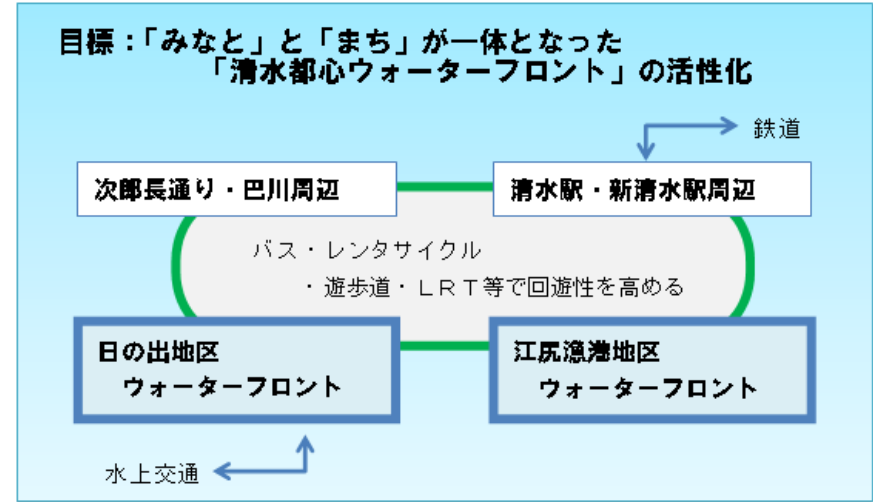 目標：「みなと」と「まち」が一体となった
「清水都心ウォーターフロント」の活性化
鉄道
次郎長通り・巴川周辺
清水駅・新清水駅周辺
バス・レンタサイクル
・遊歩道・ＬＲＴ等で回遊性を高める
日の出地区
ウォーターフロント
江尻漁港地区
ウォーターフロント
水上交通